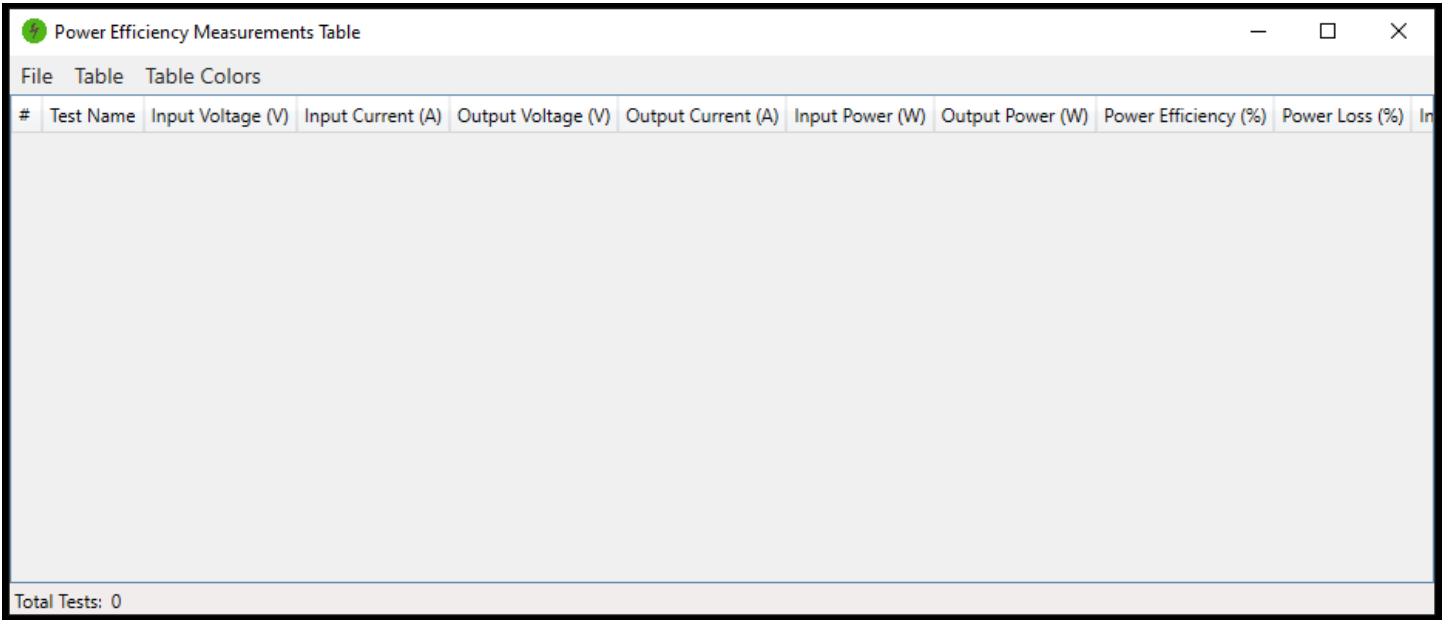 Power Efficiency Measurements Table
File Table Table Colors
# Test Name Input Voltage (V) Input Current (A) Output Voltage (V) Output Current (A) Input Power (W) Output Power (W) Power Efficiency (%) Power Loss (%) In
Total Tests: 0